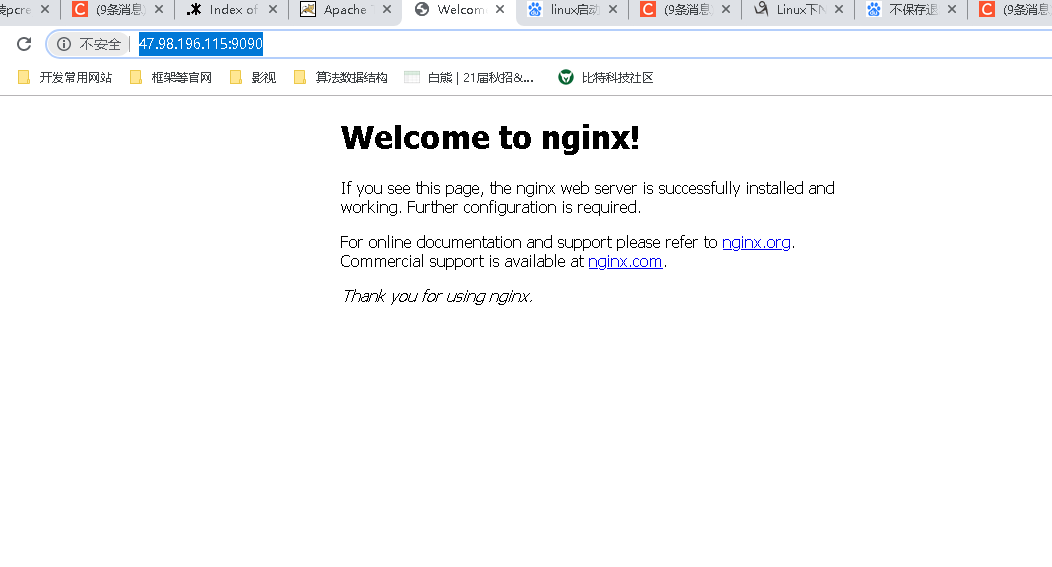 装pcre
(9条消息)
Index of
Apache T
Welcome
linux启动
(9条消息)
Linux下N
不保存退
(9条消息
不安全 | 47.98.196.115:9090
开发常用网站 框架等官网 影视 算法数据结构 白熊 | 21届秋招&... 比特科技社区
Welcome to nginx!
If you see this page, the nginx web server is successfully installed and
working. Further configuration is required.
For online documentation and support please refer to nginx.org.
Commercial support is available at nginx.com.
Thank you for using nginx.